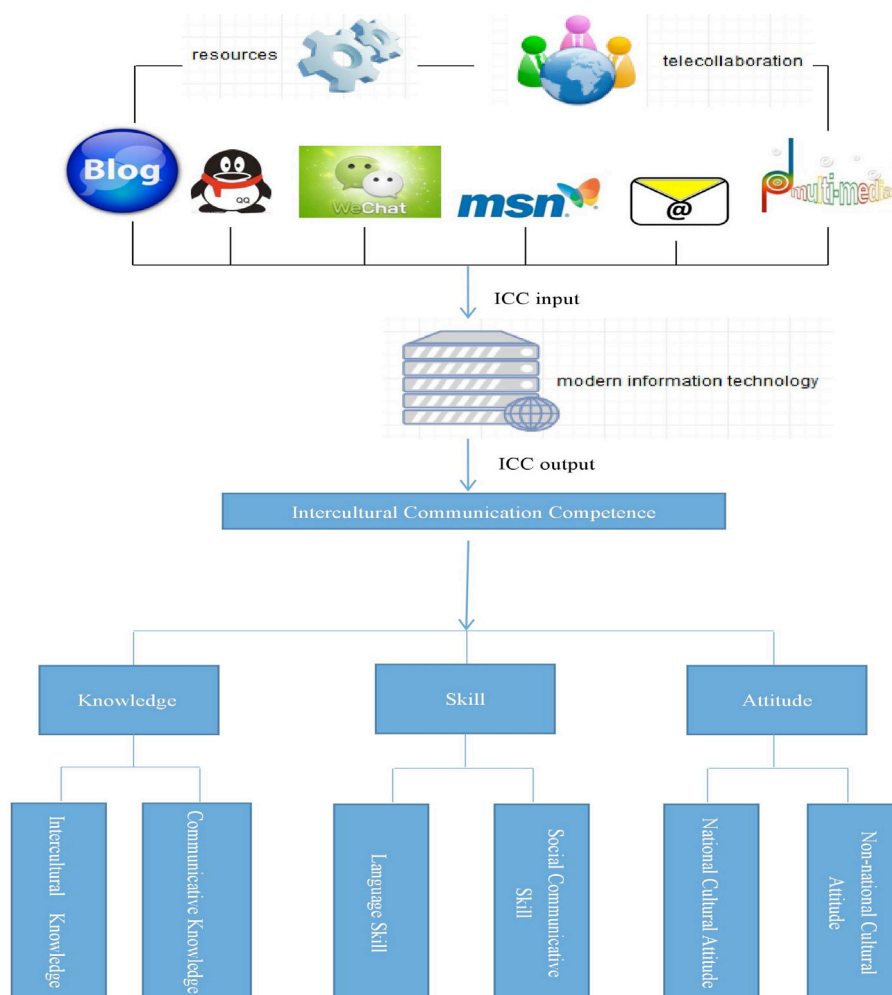 resources
telecollaboration
Blog
QQ
WeChat
msn
@
multi-media
ICC input
modern information technology
ICC output
Intercultural Communication Competence
Knowledge
Skill
Attitude
Intercultural Knowledge
Communicative Knowledge
Language Skill
Social Communicative
Skill
National Cultural Attitude
Non-national Cultural
Attitude